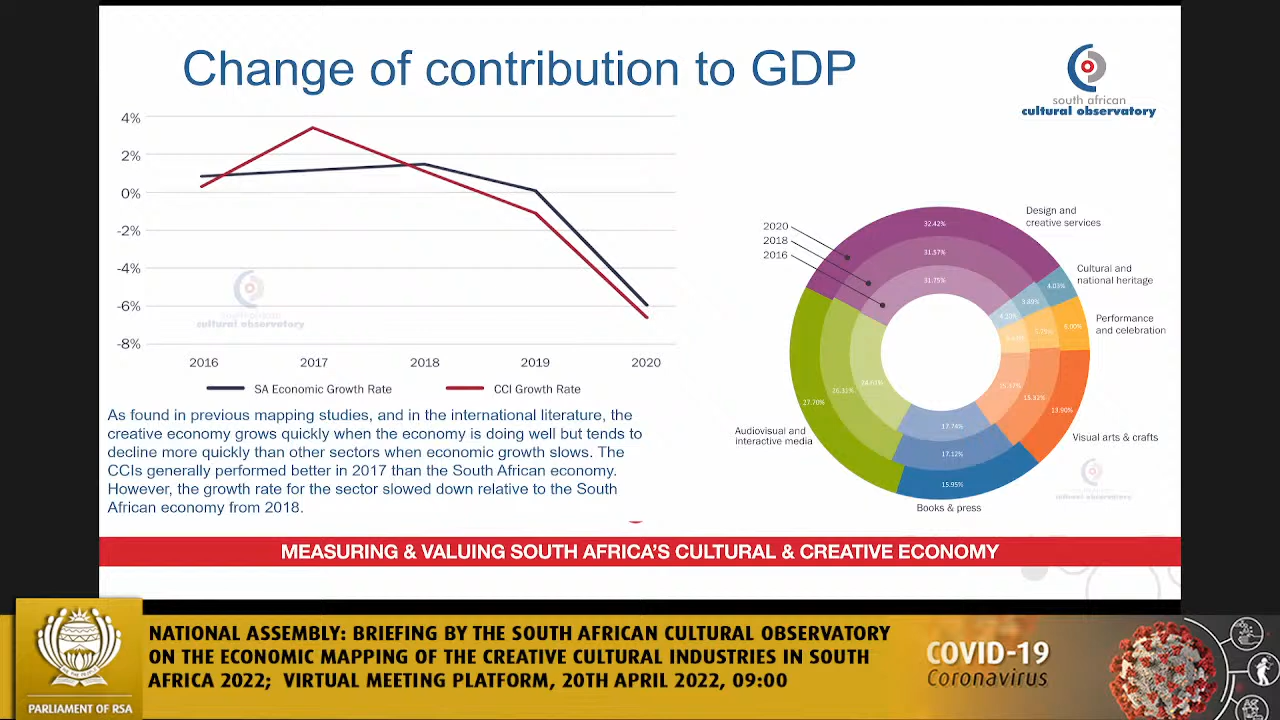 Change of contribution to GDP
south african
cultural observatory
4%
2%
0%
-2%
-4%
-6%
-8%
2016
2017
2018
2019
2020
SA Economic Growth Rate
CCI Growth Rate
cultural observatory
As found in previous mapping studies, and in the international literature, the
creative economy grows quickly when the economy is doing well but tends to
decline more quickly than other sectors when economic growth slows. The
CCIs generally performed better in 2017 than the South African economy.
However, the growth rate for the sector slowed down relative to the South
African economy from 2018.
2020
2018
2016
Design and
creative services
32.42%
31.57%
31.75%
Cultural and
national heritage
4.03%
3.89%
Performance
and celebration
6.00%
Visual arts & crafts
13.90%
Books & press
17.74%
17.12%
15.95%
Audiovisual and
interactive media
27.70%
26.31%
MEASURING & VALUING SOUTH AFRICA'S CULTURAL & CREATIVE ECONOMY
PARLIAMENT OF RSA
NATIONAL ASSEMBLY: BRIEFING BY THE SOUTH AFRICAN CULTURAL OBSERVATORY
ON THE ECONOMIC MAPPING OF THE CREATIVE CULTURAL INDUSTRIES IN SOUTH
AFRICA 2022; VIRTUAL MEETING PLATFORM, 20TH APRIL 2022, 09:00
COVID-19
Coronavirus